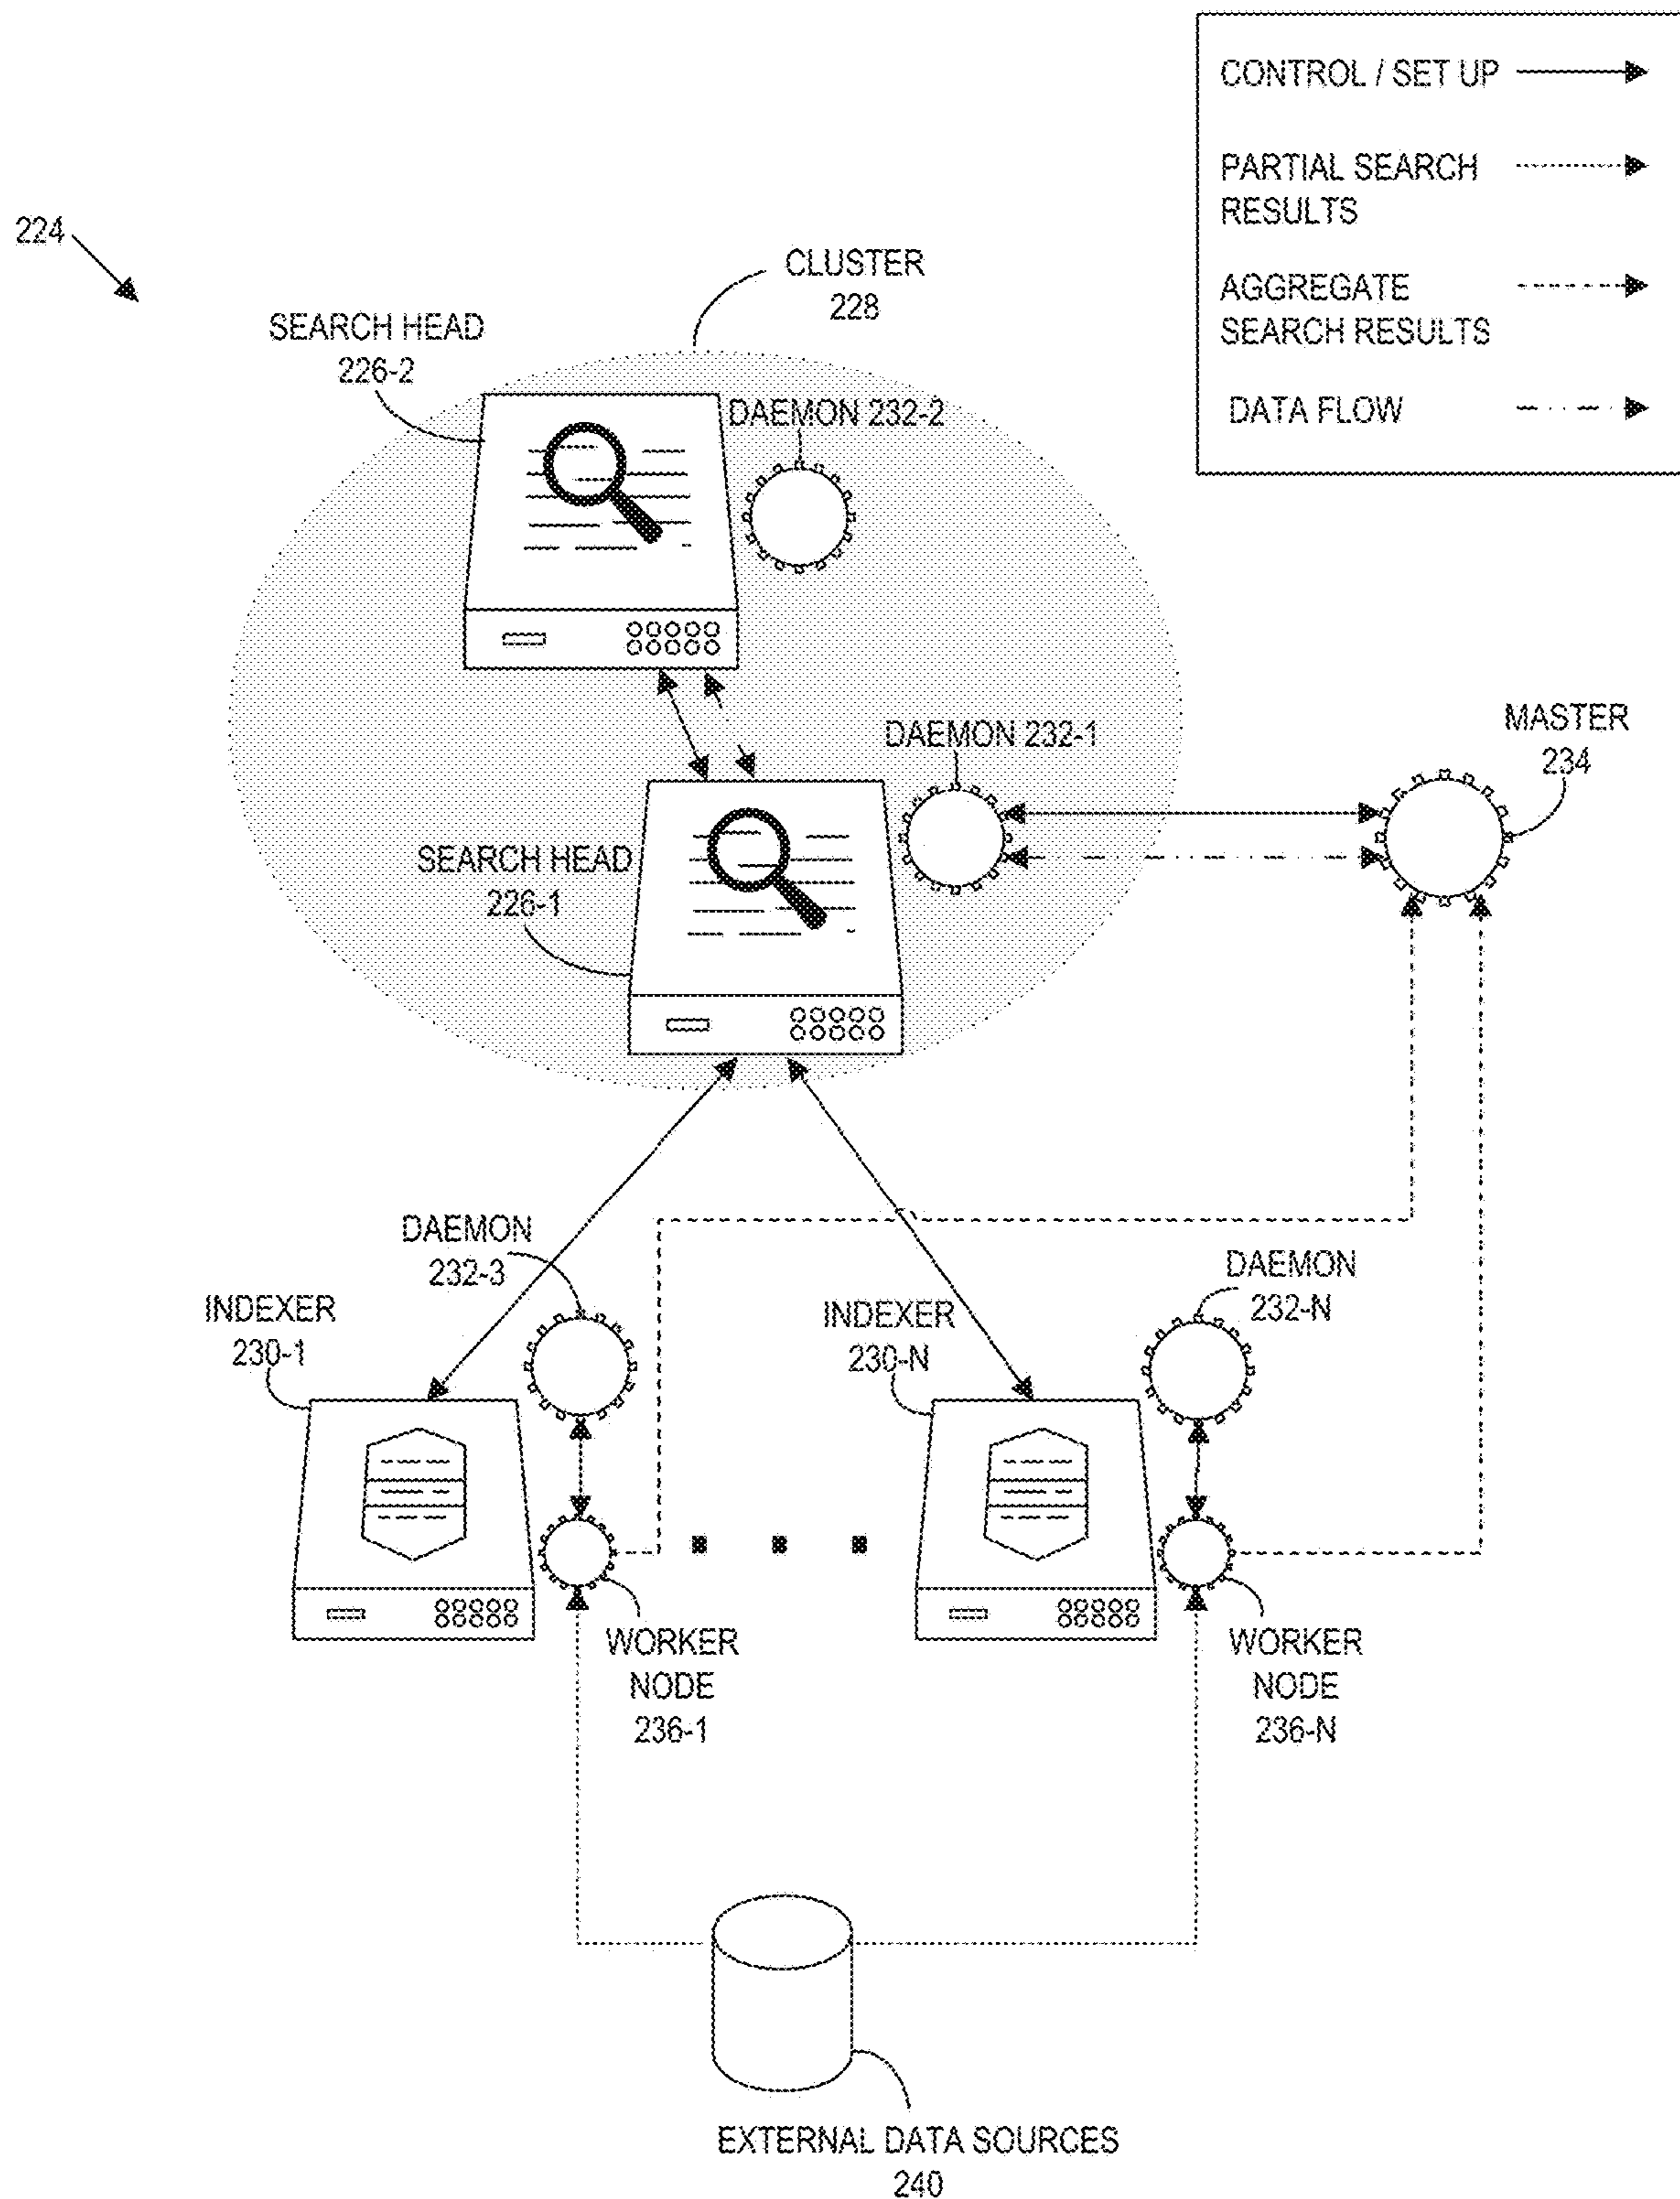 CONTROL / SET UP
PARTIAL SEARCH
RESULTS
AGGREGATE
SEARCH RESULTS
DATA FLOW
224
CLUSTER
228
SEARCH HEAD
226-2
DAEMON 232-2
DAEMON 232-1
MASTER
234
SEARCH HEAD
226-1
DAEMON
232-3
INDEXER
230-1
DAEMON
232-N
INDEXER
230-N
WORKER
NODE
236-1
WORKER
NODE
236-N
EXTERNAL DATA SOURCES
240